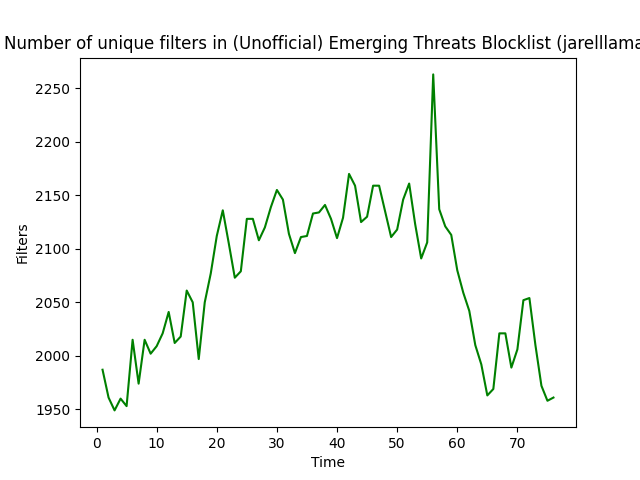 Number of unique filters in (Unofficial) Emerging Threats Blocklist (jarelllama
2250
2200
2150
2100
2050
2000
1950
Filters
0 10 20 30 40 50 60 70
Time